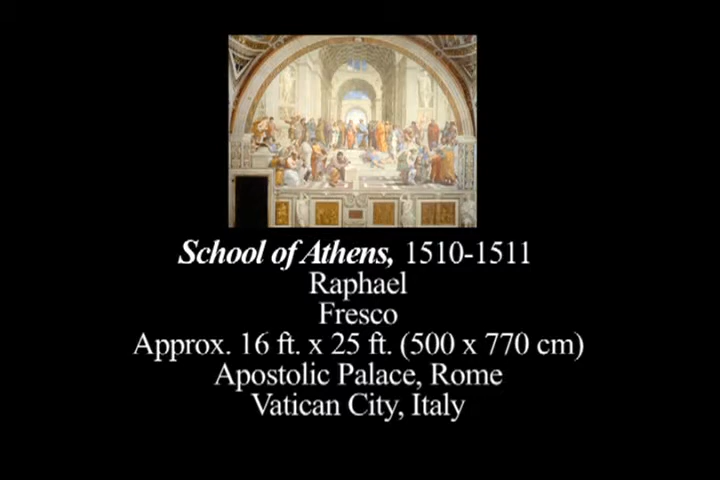 School of Athens, 1510-1511
Raphael
Fresco
Approx. 16 ft. x 25 ft. (500 x 770 cm)
Apostolic Palace, Rome
Vatican City, Italy